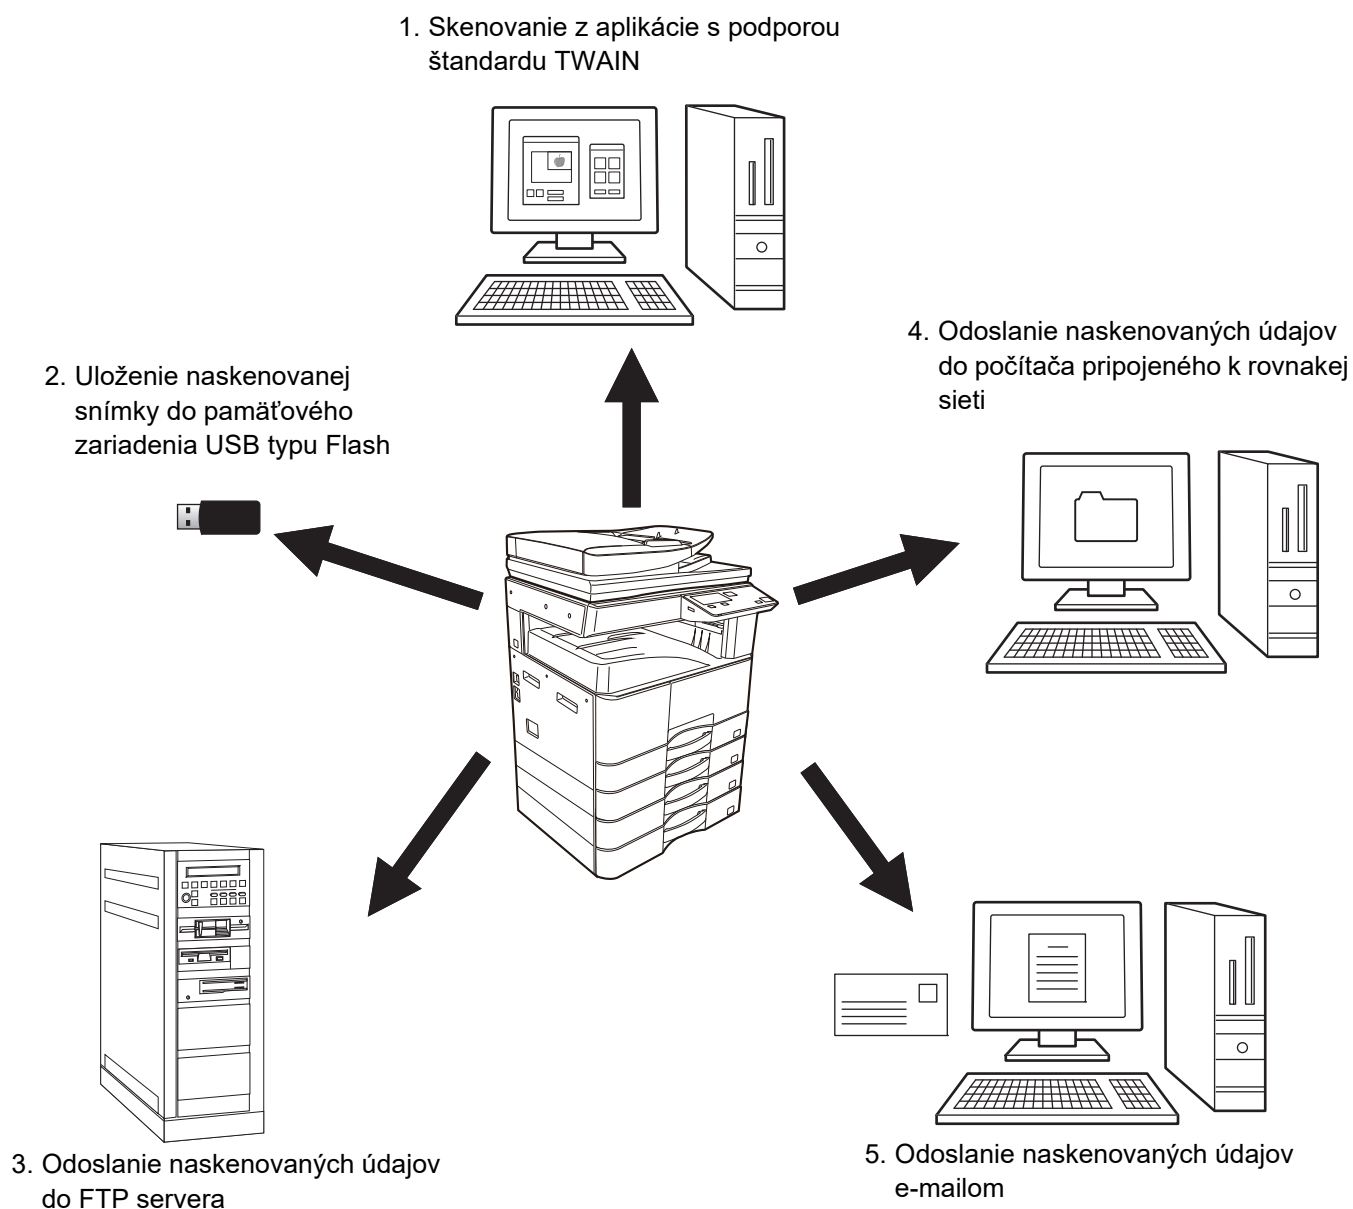 1. Skenovanie z aplikácie s podporou
štandardu TWAIN
2. Uloženie naskenovanej
snímky do pamäťového
zariadenia USB typu Flash
4. Odoslanie naskenovaných údajov
do počítača pripojeného k rovnakej
sieti
3. Odoslanie naskenovaných údajov
do FTP servera
5. Odoslanie naskenovaných údajov
e-mailom